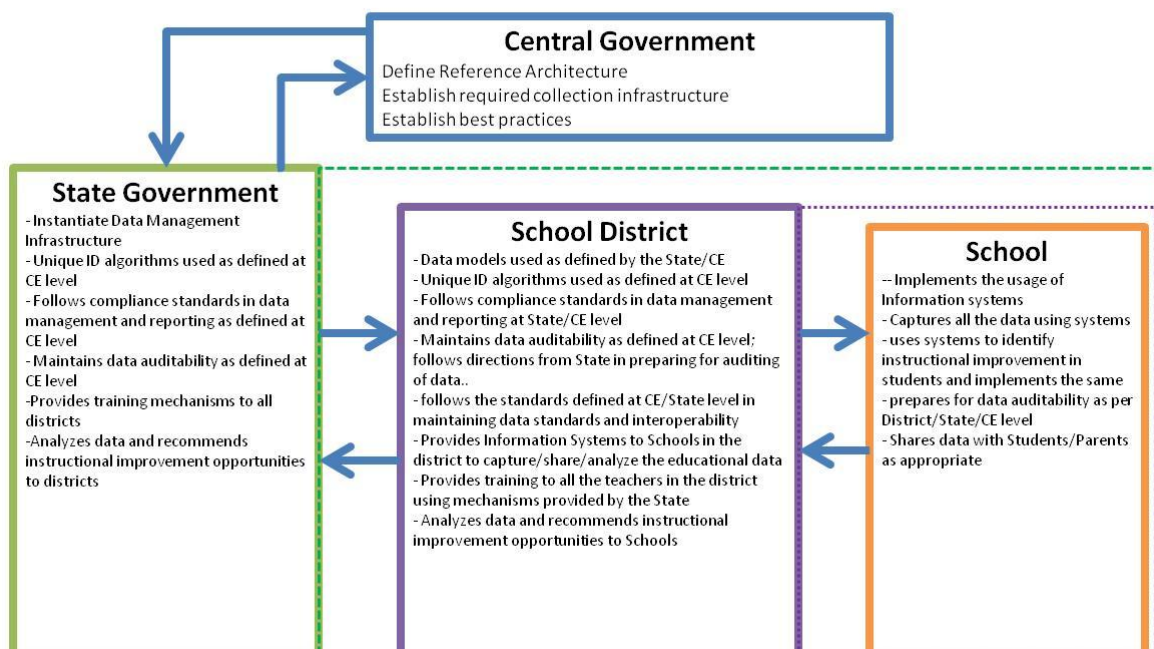 Central Government
Define Reference Architecture
Establish required collection infrastructure
Establish best practices
State Government
- Instantiate Data Management
Infrastructure
- Unique ID algorithms used as defined at
CE level
- Follows compliance standards in data
management and reporting as defined at
CE level
- Maintains data auditability as defined at
CE level
-Provides training mechanisms to all
districts
-Analyzes data and recommends
instructional improvement opportunities
to districts
School District
- Data models used as defined by the State/CE
- Unique ID algorithms used as defined at CE level
- Follows compliance standards in data management
and reporting at State/CE level
- Maintains data auditability as defined at CE level;
follows directions from State in preparing for auditing
of data..
- follows the standards defined at CE/State level in
maintaining data standards and interoperability
- Provides Information Systems to Schools in the
district to capture/share/analyze the educational data
- Provides training to all the teachers in the district
using mechanisms provided by the State
- Analyzes data and recommends instructional
improvement opportunities to Schools
School
-- Implements the usage of
Information systems
- Captures all the data using systems
- uses systems to identify
instructional improvement in
students and implements the same
- prepares for data auditability as per
District/State/CE level
- Shares data with Students/Parents
as appropriate